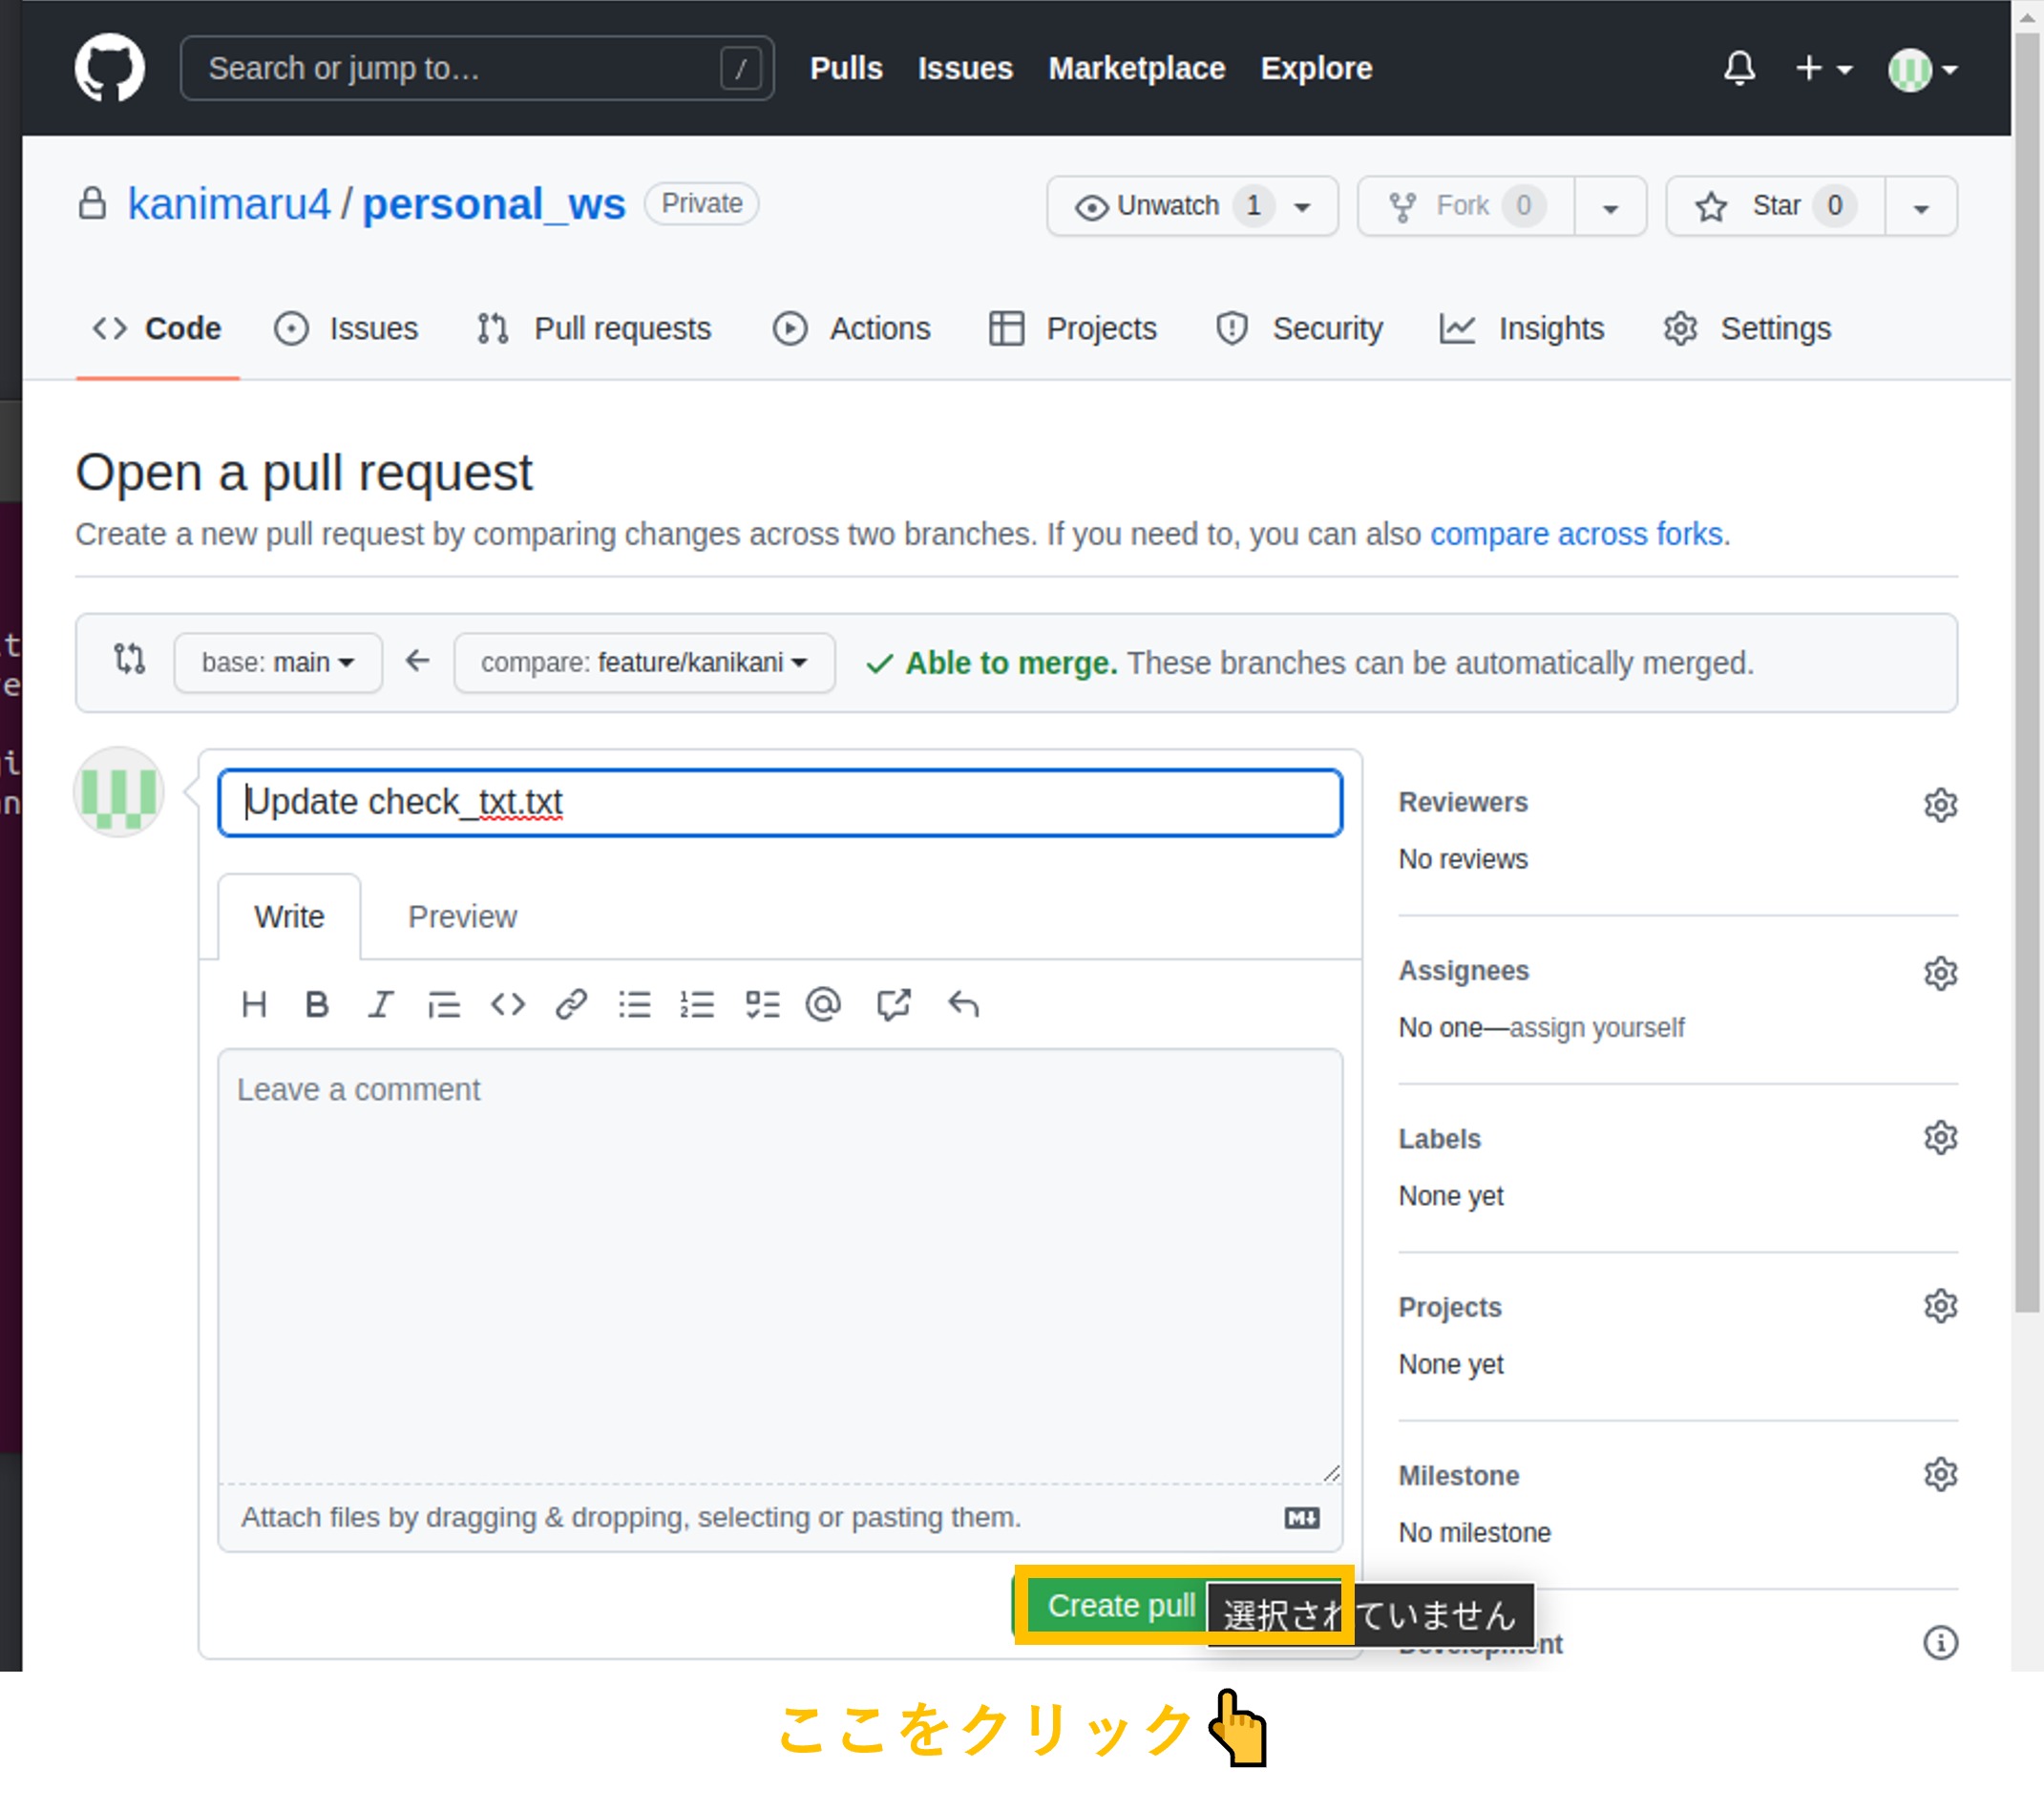 Search or jump to… /
Pulls Issues Marketplace Explore
kanimaru4 / personal_ws Private
Unwatch 1 Fork 0 Star 0
Code Issues Pull requests Actions Projects Security Insights Settings
Open a pull request
Create a new pull request by comparing changes across two branches. If you need to, you can also compare across forks.
base: main compare: feature/kanikani Able to merge. These branches can be automatically merged.
Update check_txt.txt
Write Preview
Leave a comment
Attach files by dragging & dropping, selecting or pasting them.
Create pull
選択されていません
Reviewers
No reviews
Assignees
No one—assign yourself
Labels
None yet
Projects
None yet
Milestone
No milestone
ここをクリック